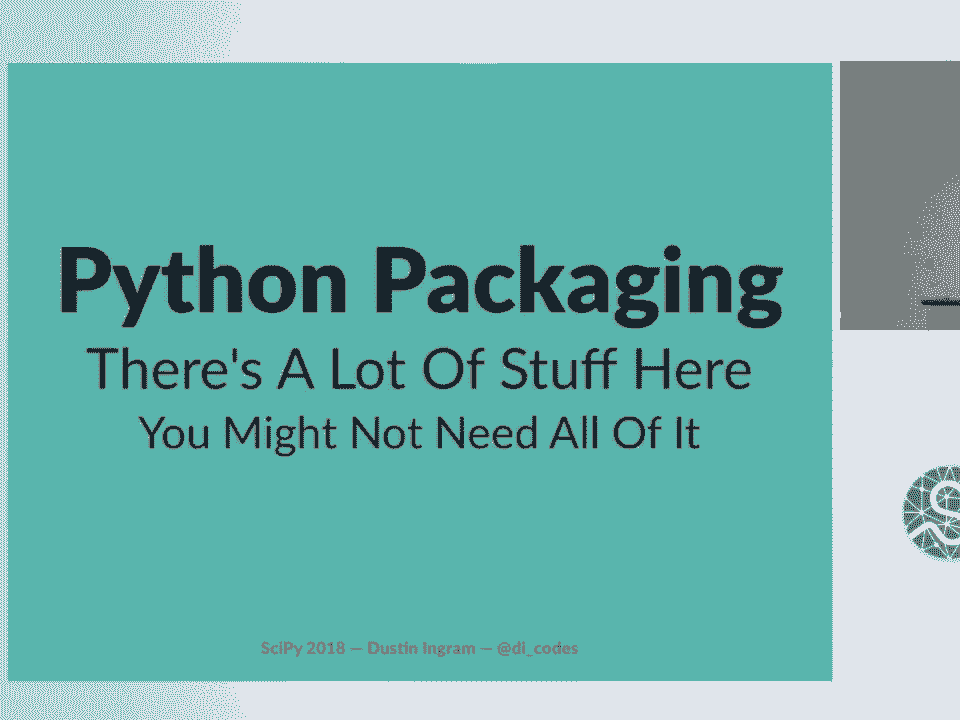 Python Packaging
There's A Lot Of Stuff Here
You Might Not Need All Of It
SciPy 2018 — Dustin Ingram — @di_codes